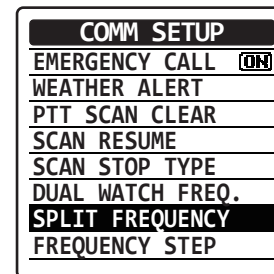 COMM SETUP
EMERGENCY CALL ON
WEATHER ALERT
PTT SCAN CLEAR
SCAN RESUME
SCAN STOP TYPE
DUAL WATCH FREQ.
SPLIT FREQUENCY
FREQUENCY STEP